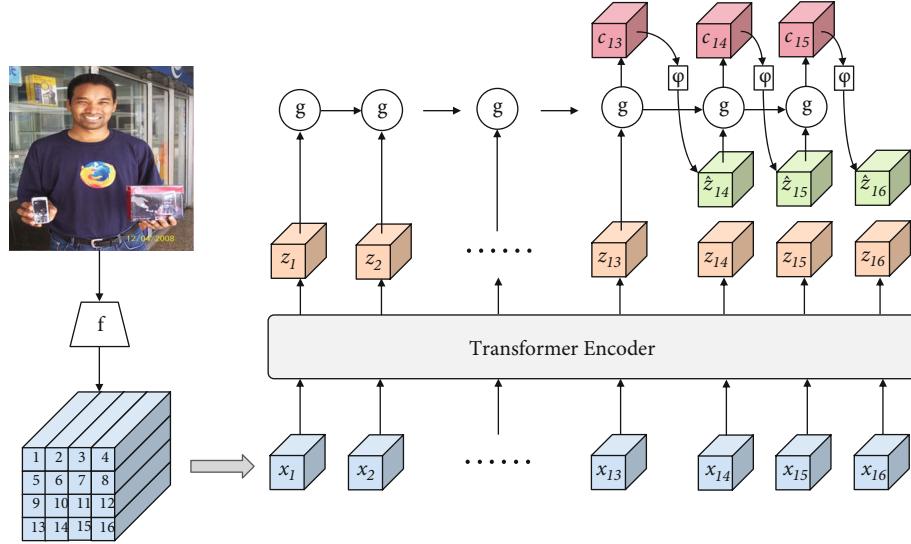 c13 c14 c15
φ φ φ
g g g g g g
ẑ14 ẑ15 ẑ16
12/04/2008
z1 z2 ...... z13 z14 z15 z16
f
Transformer Encoder
1 2 3 4
5 6 7 8
9 10 11 12
13 14 15 16
x1 x2 ...... x13 x14 x15 x16